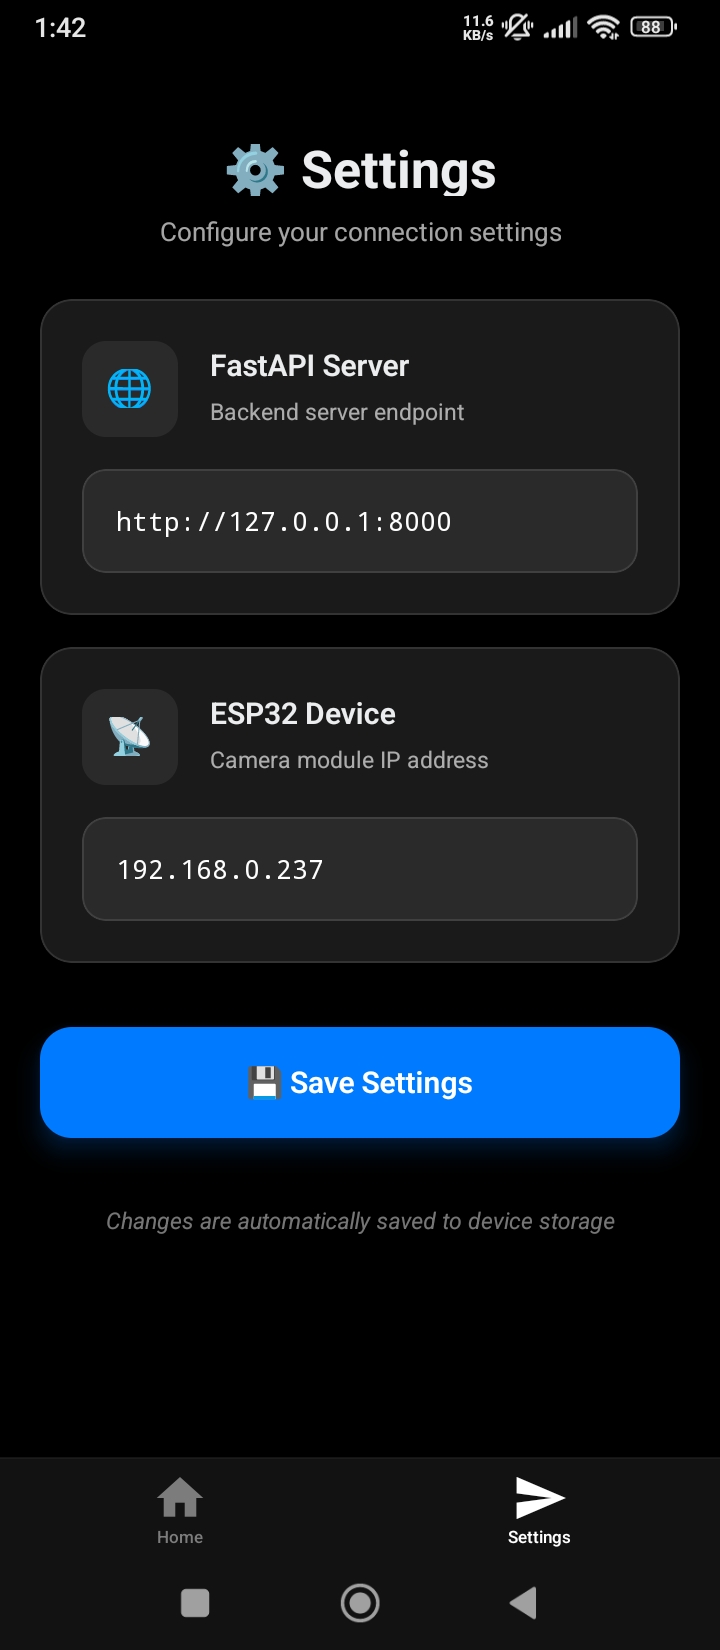 1:42
11.6
KB/s
88
⚙️ Settings
Configure your connection settings
FastAPI Server
Backend server endpoint
http://127.0.0.1:8000
ESP32 Device
Camera module IP address
192.168.0.237
💾 Save Settings
Changes are automatically saved to device storage
Home
Settings